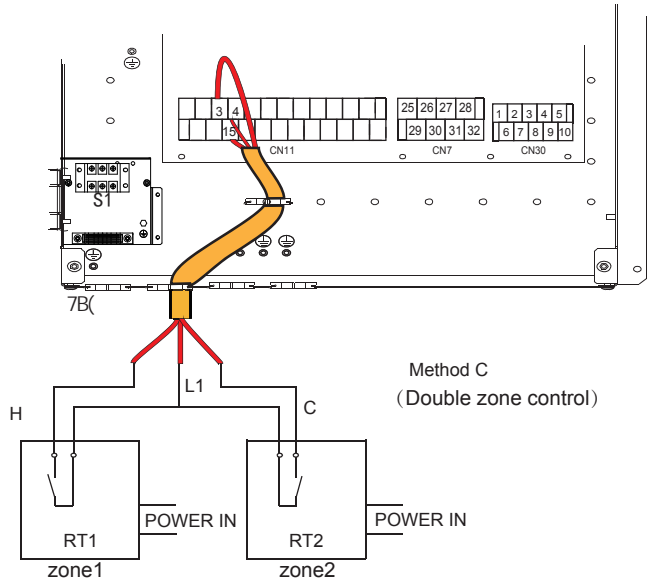 3 4
15
CN11
25 26 27 28
29 30 31 32
CN7
1 2 3 4 5
6 7 8 9 10
CN30
S1
7B(
L1
H
C
Method C
(Double zone control)
POWER IN
POWER IN
RT1
RT2
zone1
zone2